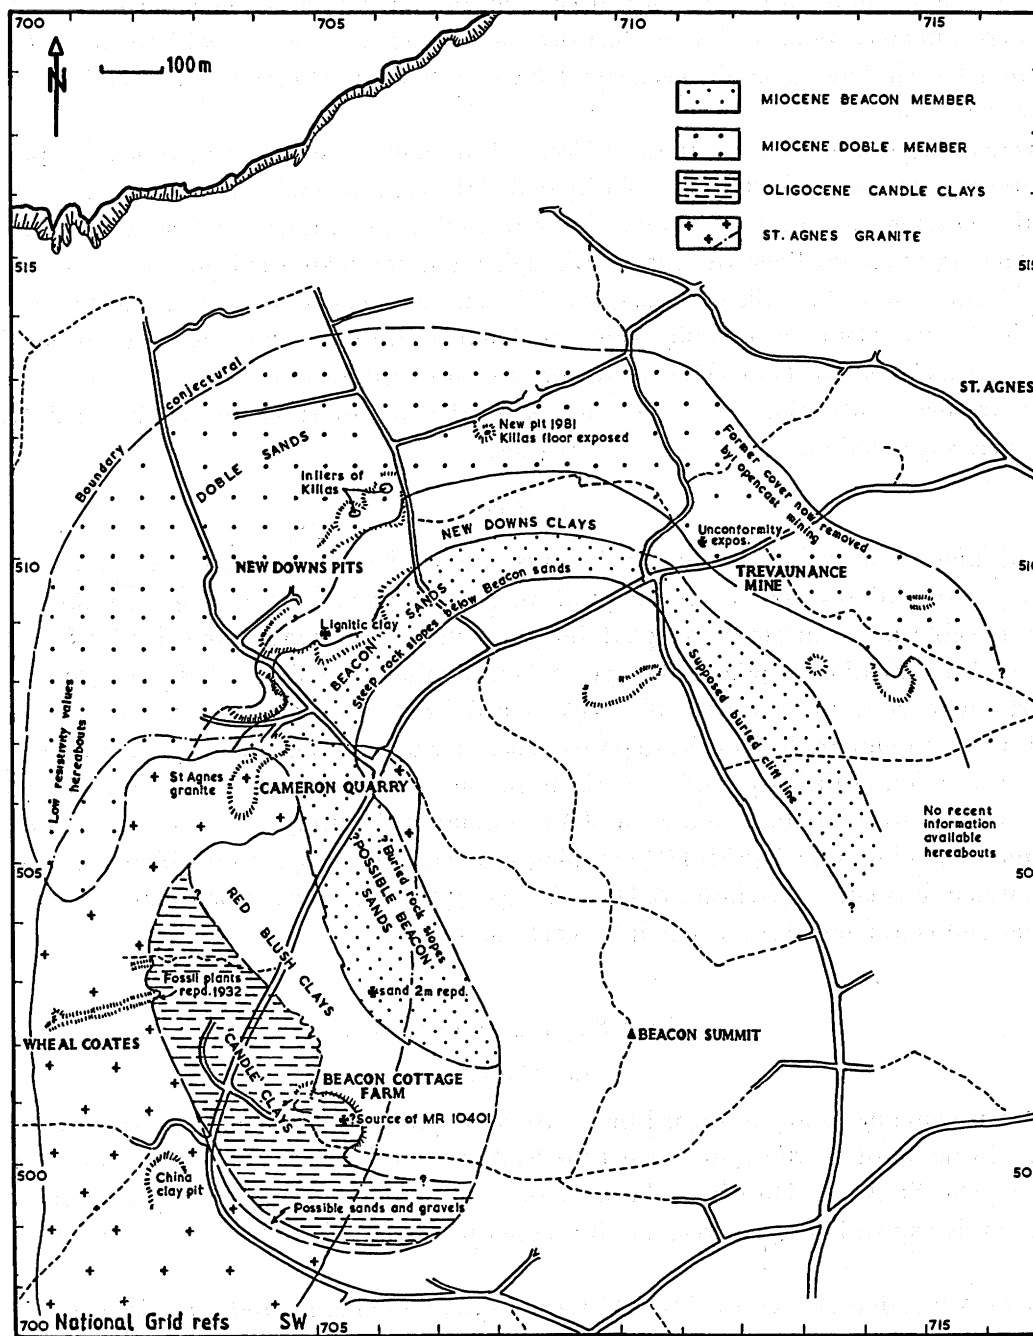 700
705
710
715
N
100m
MIOCENE BEACON MEMBER
MIOCENE DOBLE MEMBER
OLIGOCENE CANDLE CLAYS
ST. AGNES GRANITE
515
515
ST. AGNES
Boundary conjectural
DOBLE SANDS
New pit 1981
Killas floor exposed
Inliers of
Killas
Former cover now removed
by opencast mining
NEW DOWNS CLAYS
Unconformity
expos.
510
510
NEW DOWNS PITS
TREVAUNANCE
MINE
Lignitic clay
BEACON SANDS
Steep rock slopes below Beacon sands
Supposed buried cliff line
?
Low resistivity values
hereabouts
St Agnes
granite
CAMERON QUARRY
No recent
information
available
hereabouts
505
50
?
?POSSIBLE BEACON
SANDS
?Buried rock slopes
?
RED BLUSH CLAYS
Fossil plants
repd. 1932
sand 2m repd.
WHEAL COATES
BEACON SUMMIT
CANDLE CLAYS
BEACON COTTAGE
FARM
?Source of MR 10401
500
50
China
clay pit
?
Possible sands and gravels
700
National Grid refs
SW
705
715